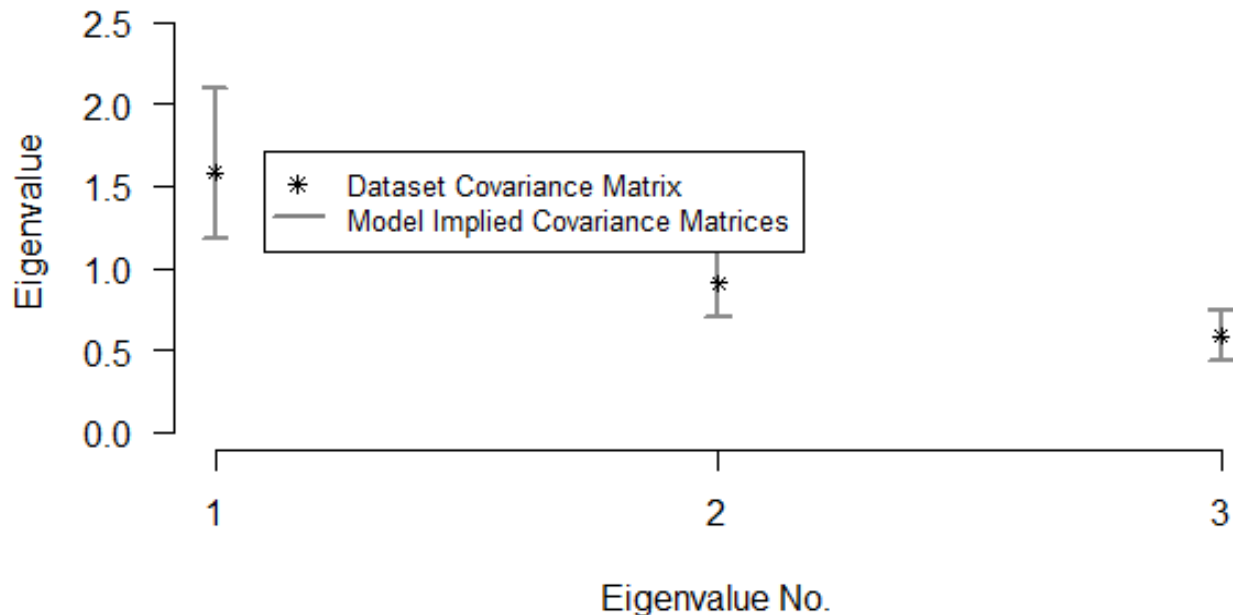 2.5
2.0
1.5
1.0
0.5
0.0
Eigenvalue
Dataset Covariance Matrix
Model Implied Covariance Matrices
1 2 3
Eigenvalue No.